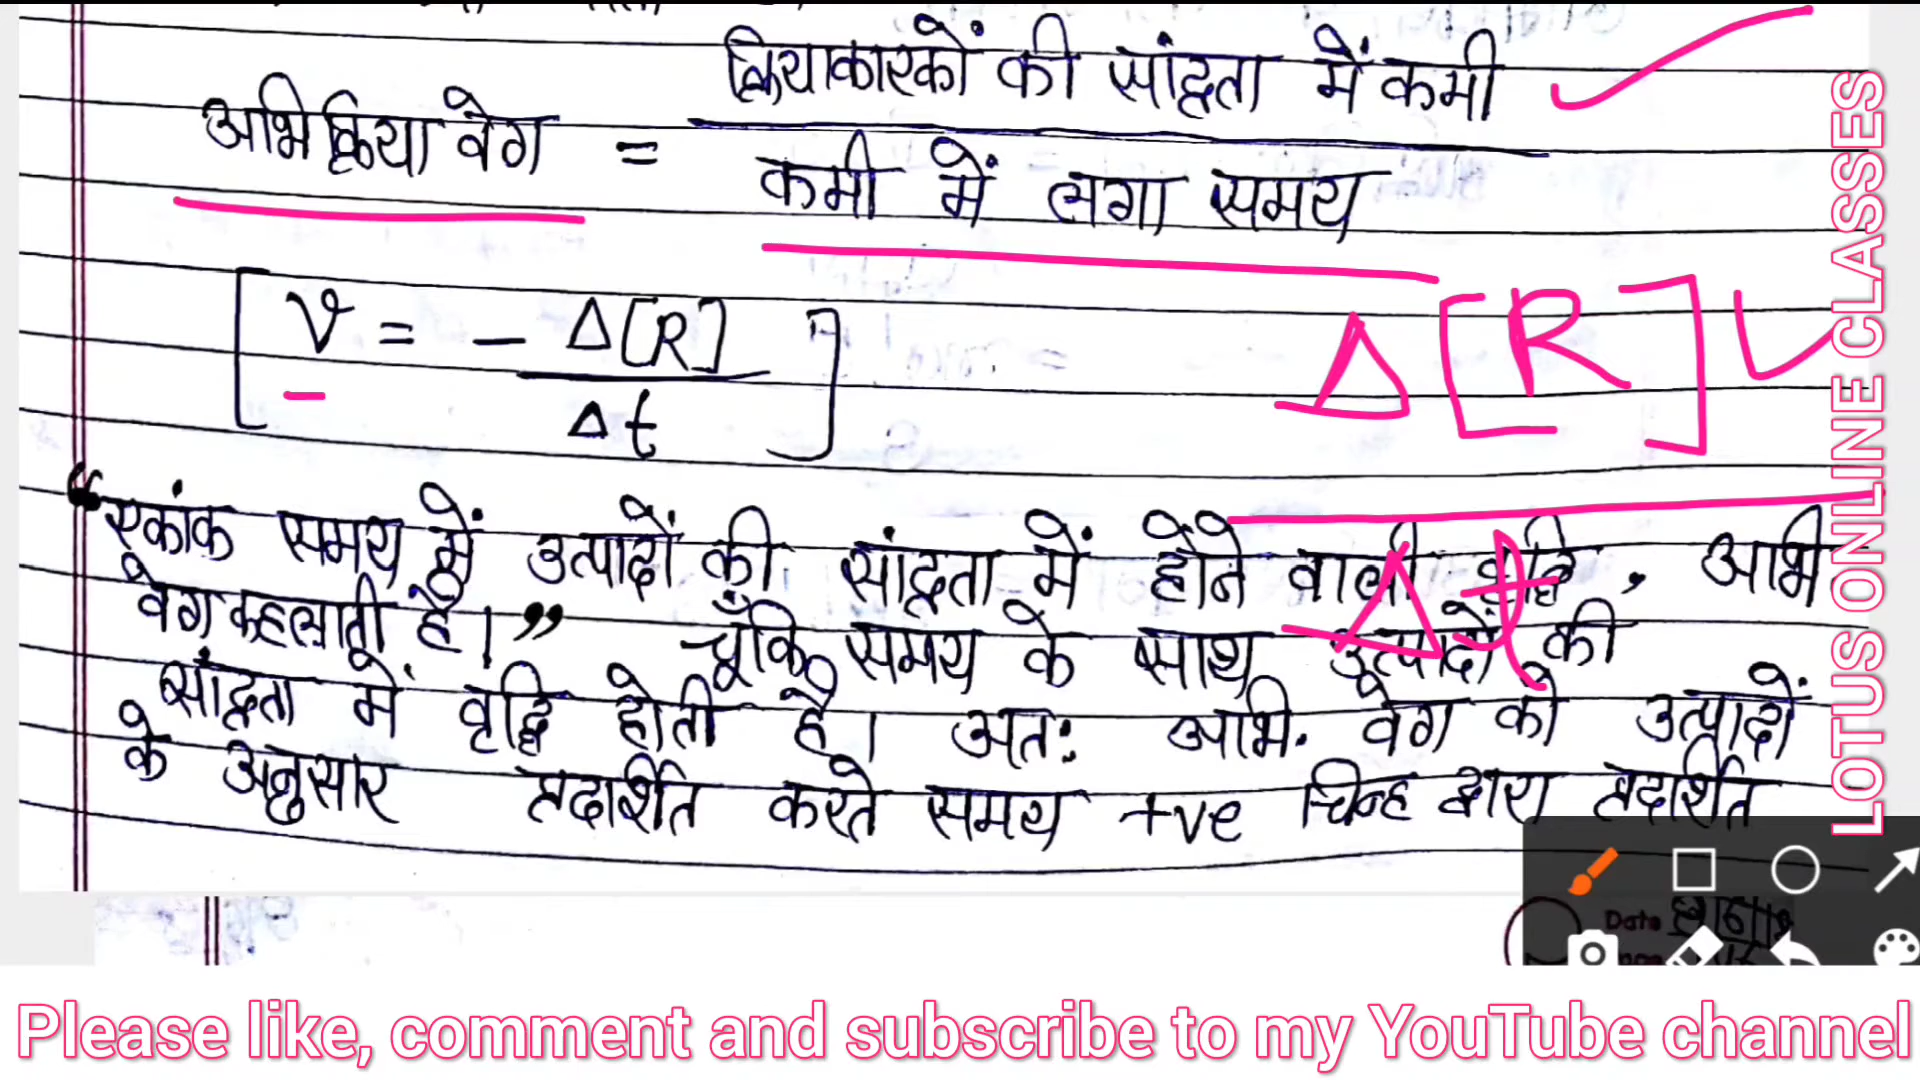 क्रियाकारकों की सांद्रता में कमी
अभिक्रिया वेग =
कमी में लगा समय
V = - Δ[R]
Δt
Δ[R]
Δt
“एकांक समय में उत्पादों की सांद्रता में होने वाली वृद्धि, अभि
वेग कहलाती है।” चूँकि समय के साथ उत्पादों की
सांद्रता में वृद्धि होती है। अतः अभि. वेग को उत्पादों
के अनुसार प्रदर्शित करते समय +ve चिन्ह द्वारा प्रदर्शित
Date
LOTUS ONLINE CLASSES
Please like, comment and subscribe to my YouTube channel